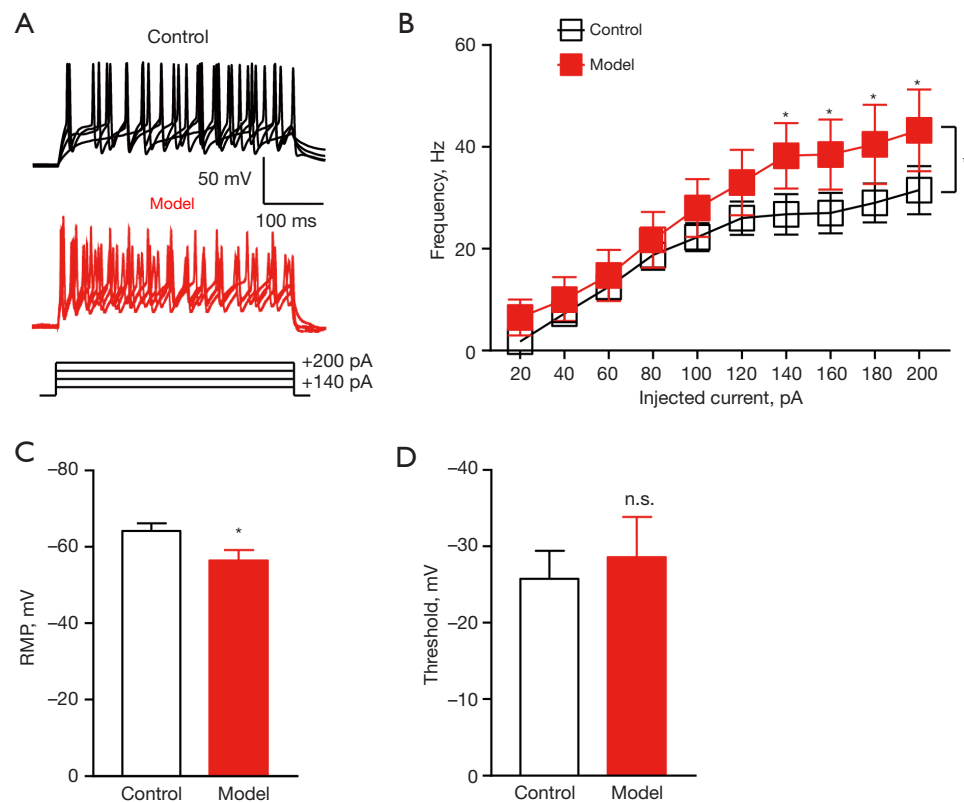 A
Control
50 mV
100 ms
Model
+200 pA
+140 pA
B
Control
Model
Frequency, Hz
60
40
20
0
* * * *
*
20 40 60 80 100 120 140 160 180 200
Injected current, pA
C
RMP, mV
–80
–60
–40
–20
0
*
Control Model
D
Threshold, mV
–40
–30
–20
–10
0
n.s.
Control Model